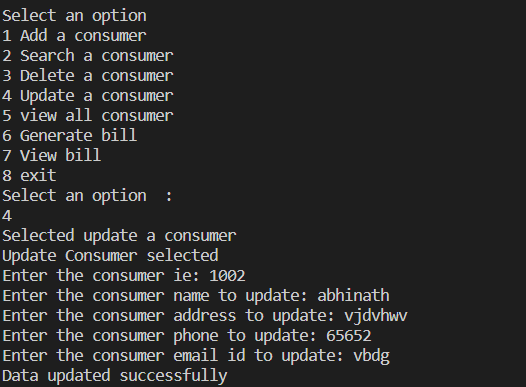 Select an option
1 Add a consumer
2 Search a consumer
3 Delete a consumer
4 Update a consumer
5 view all consumer
6 Generate bill
7 View bill
8 exit
Select an option  :
4
Selected update a consumer
Update Consumer selected
Enter the consumer ie: 1002
Enter the consumer name to update: abhinath
Enter the consumer address to update: vjdvhwv
Enter the consumer phone to update: 65652
Enter the consumer email id to update: vbdg
Data updated successfully